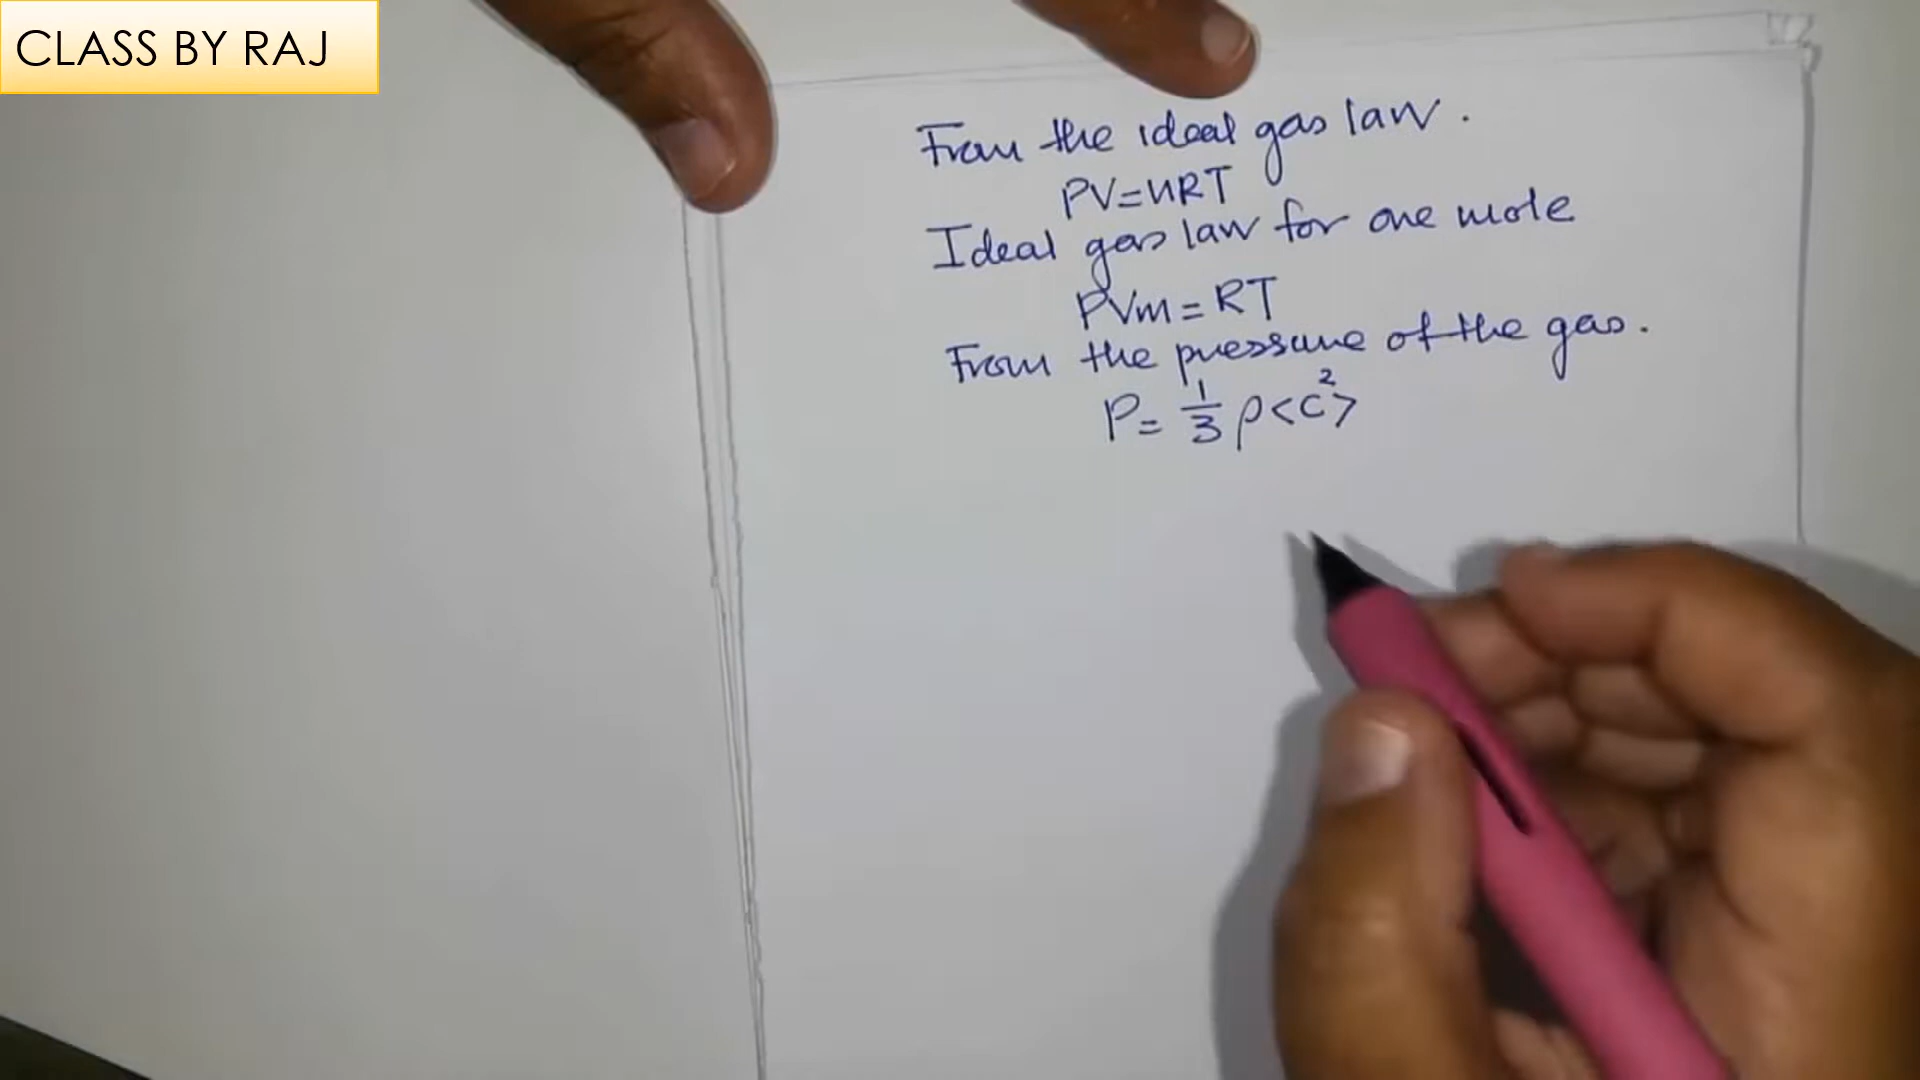 CLASS BY RAJ
From the ideal gas law.
PV=nRT
Ideal gas law for one mole
PVm=RT
From the pressure of the gas.
P= 1/3 ρ<c²>